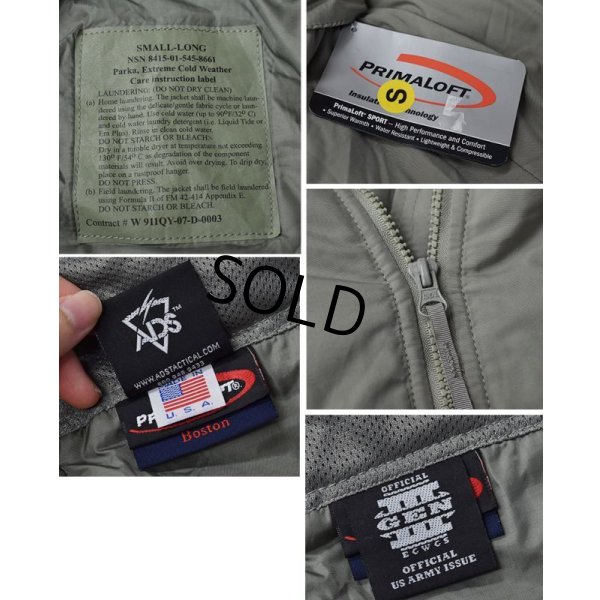 SMALL-LONG
NSN 8415-01-545-8661
Parka, Extreme Cold Weather
Care instruction label
LAUNDERING: (DO NOT DRY CLEAN)
(a) Home laundering. The jacket shall be machine laun-
dered using the delicate/gentle fabric cycle or laun-
dered by hand. Use cold water (up to 90°F/32° C)
and cold water laundry detergent (i.e. Liquid Tide or
Era Plus). Rinse in clean cold water.
DO NOT STARCH OR BLEACH.
Dry in a tumble dryer at temperature not exceeding
130° F/54° C as degradation of the component
materials will result. Avoid over drying. To drip dry,
place on a rustproof hanger.
DO NOT PRESS.
(b) Field laundering. The jacket shall be field laundered
using Formula II of FM 42-414 Appendix E.
DO NOT STARCH OR BLEACH.
Contract # W 911QY-07-D-0003
PRIMALOFT®
S
PrimaLoft® SPORT – High Performance and Comfort
• Superior Warmth • Water Resistant • Lightweight & Compressible
SOLD
ADS™
WWW.ADSTACTICAL.COM
800.948.9433
MADE IN
U.S.A.
Boston
OFFICIAL
III
GEN
III
ECWCS
OFFICIAL
US ARMY ISSUE